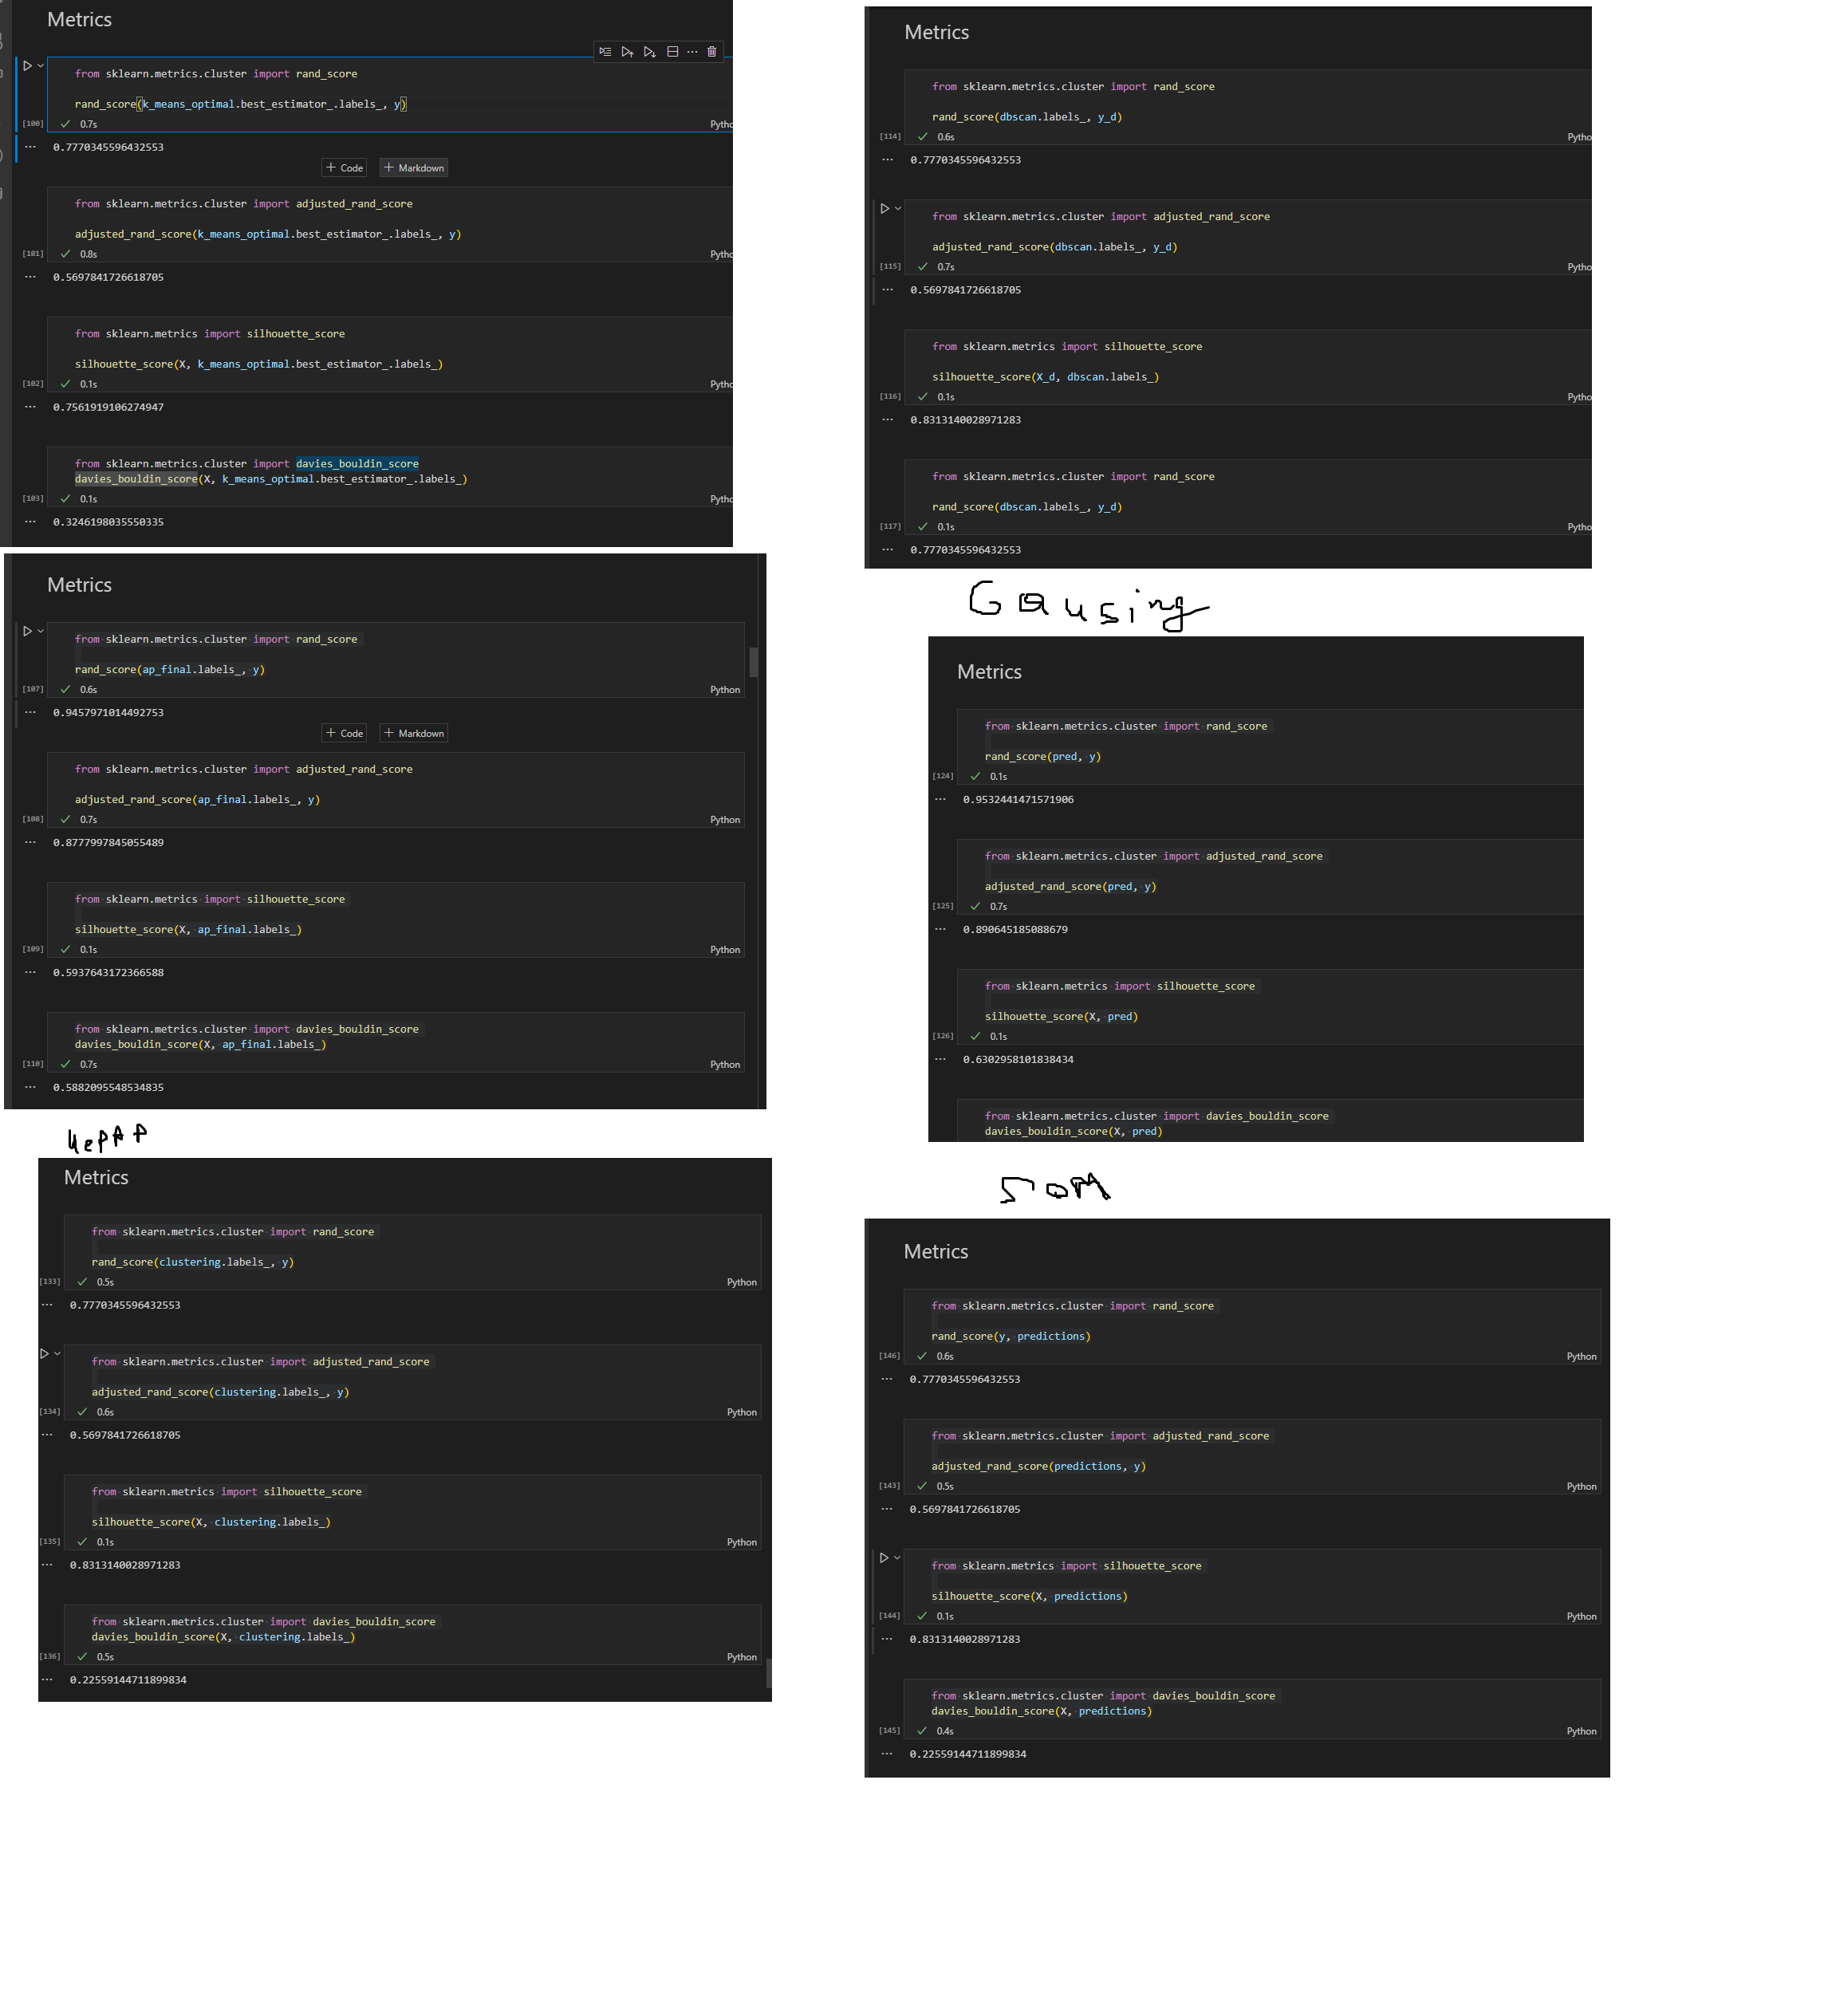 Metrics
from sklearn.metrics.cluster import rand_score
rand_score(k_means_optimal.best_estimator_.labels_, y)
[100]
0.7s
Pytho
0.7770345596432553
+ Code
+ Markdown
from sklearn.metrics.cluster import adjusted_rand_score
adjusted_rand_score(k_means_optimal.best_estimator_.labels_, y)
[101]
0.8s
Pytho
0.5697841726618705
from sklearn.metrics import silhouette_score
silhouette_score(X, k_means_optimal.best_estimator_.labels_)
[102]
0.1s
Pytho
0.7561919106274947
from sklearn.metrics.cluster import davies_bouldin_score
davies_bouldin_score(X, k_means_optimal.best_estimator_.labels_)
[103]
0.1s
Pytho
0.3246198035550335
Metrics
from sklearn.metrics.cluster import rand_score
rand_score(dbscan.labels_, y_d)
[114]
0.6s
Pytho
0.7770345596432553
from sklearn.metrics.cluster import adjusted_rand_score
adjusted_rand_score(dbscan.labels_, y_d)
[115]
0.7s
Pytho
0.5697841726618705
from sklearn.metrics import silhouette_score
silhouette_score(X_d, dbscan.labels_)
[116]
0.1s
Pytho
0.8313140028971283
from sklearn.metrics.cluster import rand_score
rand_score(dbscan.labels_, y_d)
[117]
0.1s
Pytho
0.7770345596432553
Metrics
from sklearn.metrics.cluster import rand_score
rand_score(ap_final.labels_, y)
[107]
0.6s
Python
0.9457971014492753
+ Code
+ Markdown
from sklearn.metrics.cluster import adjusted_rand_score
adjusted_rand_score(ap_final.labels_, y)
[108]
0.7s
Python
0.8777997845055489
from sklearn.metrics import silhouette_score
silhouette_score(X, ap_final.labels_)
[109]
0.1s
Python
0.5937643172366588
from sklearn.metrics.cluster import davies_bouldin_score
davies_bouldin_score(X, ap_final.labels_)
[110]
0.7s
Python
0.5882095548534835
Gausing
Metrics
from sklearn.metrics.cluster import rand_score
rand_score(pred, y)
[124]
0.1s
0.9532441471571906
from sklearn.metrics.cluster import adjusted_rand_score
adjusted_rand_score(pred, y)
[125]
0.7s
0.890645185088679
from sklearn.metrics import silhouette_score
silhouette_score(X, pred)
[126]
0.1s
0.6302958101838434
from sklearn.metrics.cluster import davies_bouldin_score
davies_bouldin_score(X, pred)
Metrics
from sklearn.metrics.cluster import rand_score
rand_score(clustering.labels_, y)
[133]
0.5s
Python
0.7770345596432553
from sklearn.metrics.cluster import adjusted_rand_score
adjusted_rand_score(clustering.labels_, y)
[134]
0.6s
Python
0.5697841726618705
from sklearn.metrics import silhouette_score
silhouette_score(X, clustering.labels_)
[135]
0.1s
Python
0.8313140028971283
from sklearn.metrics.cluster import davies_bouldin_score
davies_bouldin_score(X, clustering.labels_)
[136]
0.5s
Python
0.22559144711899834
SOM
Metrics
from sklearn.metrics.cluster import rand_score
rand_score(y, predictions)
[146]
0.6s
Python
0.7770345596432553
from sklearn.metrics.cluster import adjusted_rand_score
adjusted_rand_score(predictions, y)
[143]
0.5s
Python
0.5697841726618705
from sklearn.metrics import silhouette_score
silhouette_score(X, predictions)
[144]
0.1s
Python
0.8313140028971283
from sklearn.metrics.cluster import davies_bouldin_score
davies_bouldin_score(X, predictions)
[145]
0.4s
Python
0.22559144711899834